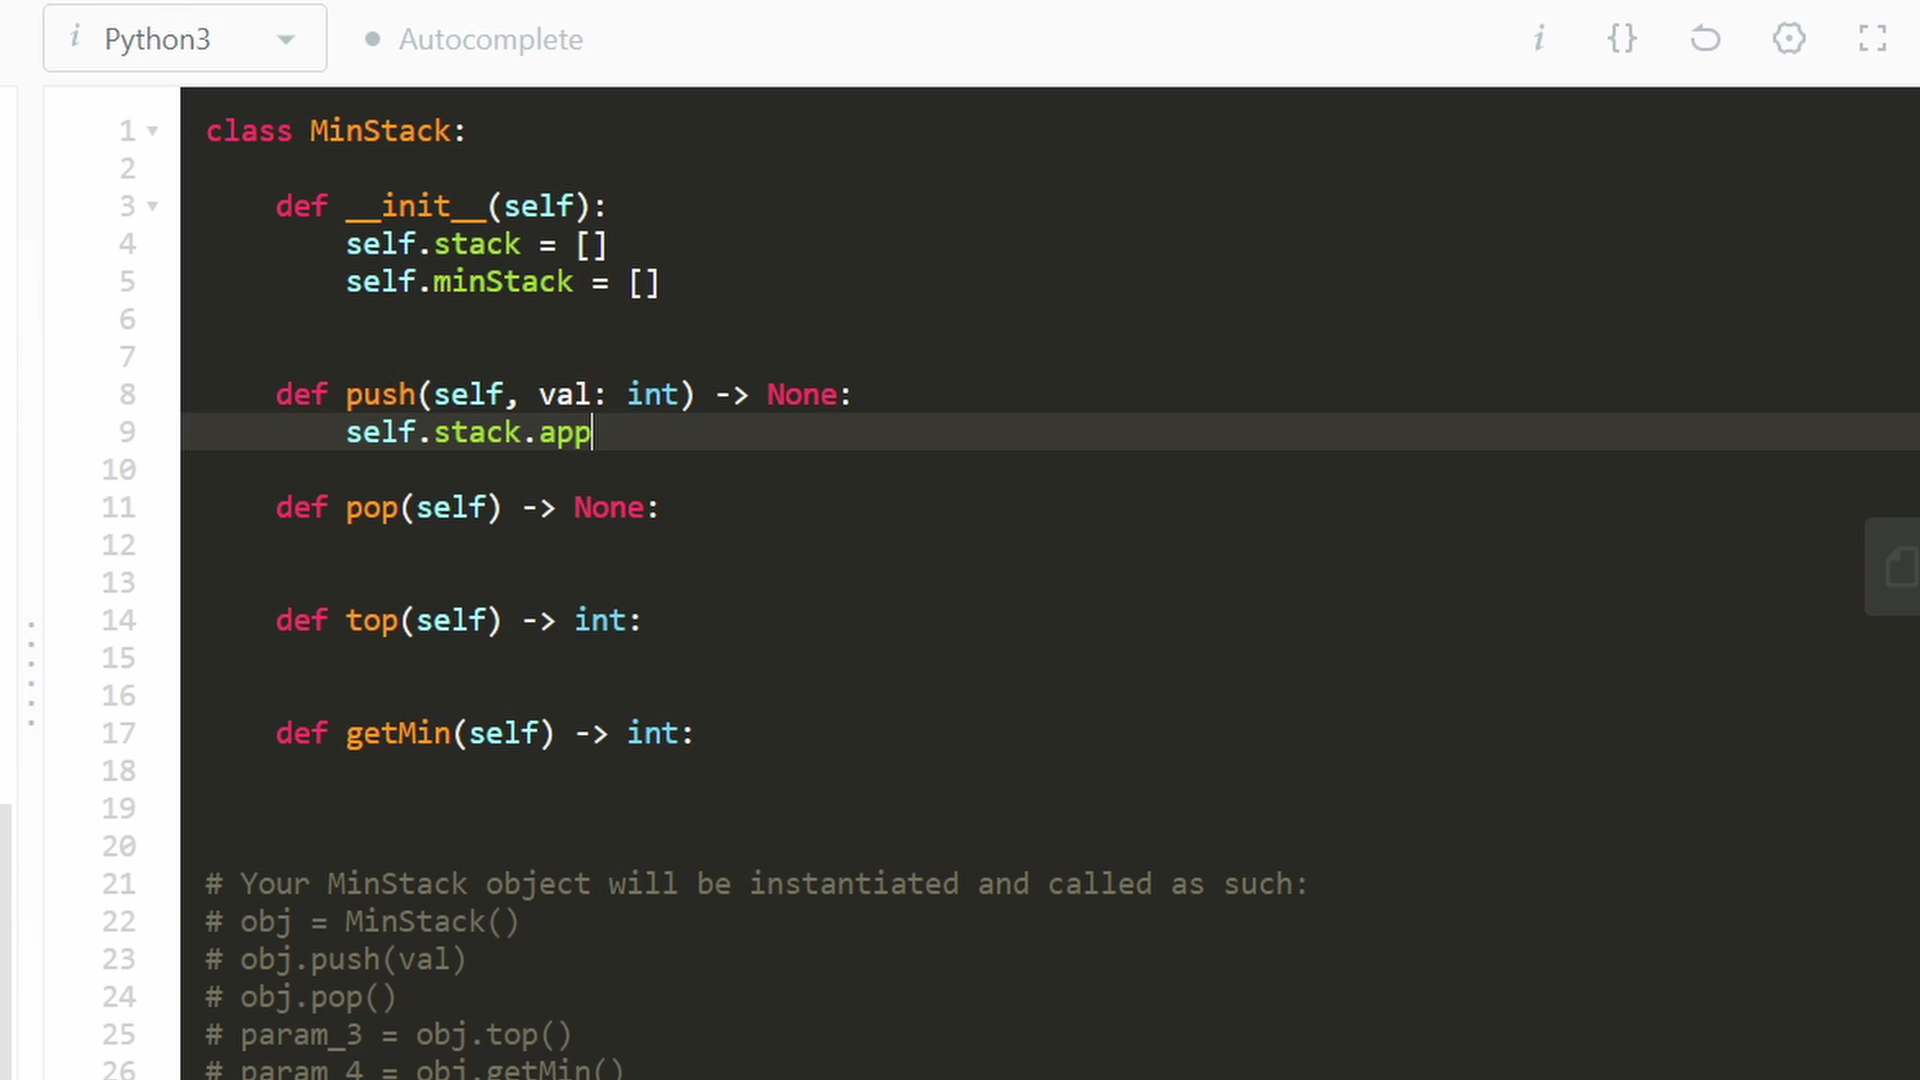 i Python3 Autocomplete i {}
1 class MinStack:
2
3 def __init__(self):
4 self.stack = []
5 self.minStack = []
6
7
8 def push(self, val: int) -> None:
9 self.stack.app
10
11 def pop(self) -> None:
12
13
14 def top(self) -> int:
15
16
17 def getMin(self) -> int:
18
19
20
21 # Your MinStack object will be instantiated and called as such:
22 # obj = MinStack()
23 # obj.push(val)
24 # obj.pop()
25 # param_3 = obj.top()
26 # param_4 = obj.getMin()